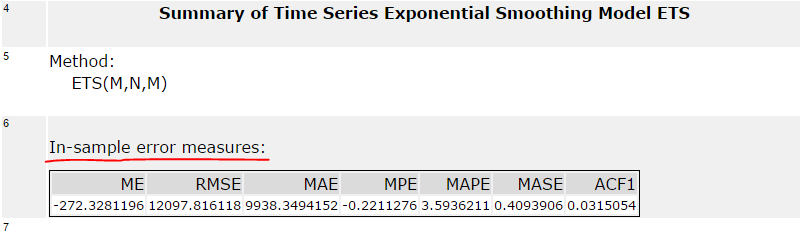 4
Summary of Time Series Exponential Smoothing Model ETS
5
Method:
ETS(M,N,M)
6
In-sample error measures:
ME RMSE MAE MPE MAPE MASE ACF1
-272.3281196 12097.816118 9938.3494152 -0.2211276 3.5936211 0.4093906 0.0315054
7